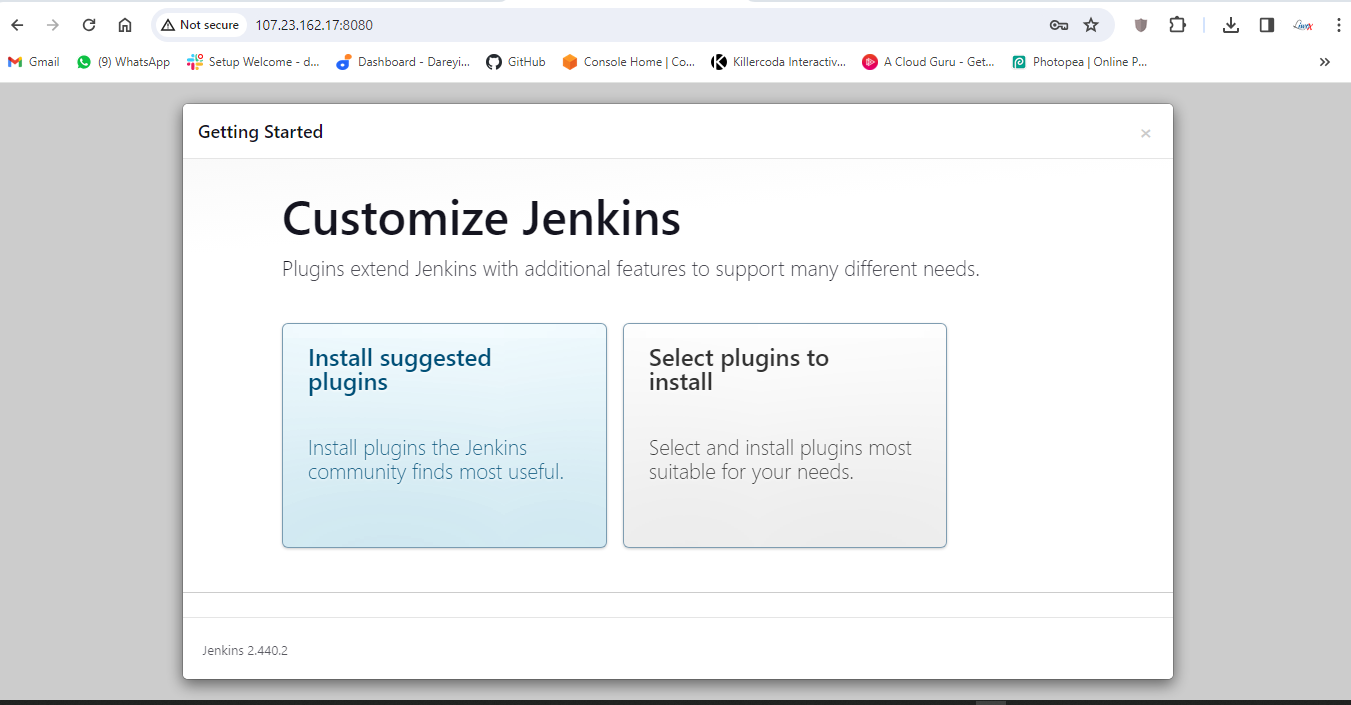 Not secure 107.23.162.17:8080
Gmail (9) WhatsApp Setup Welcome - d... Dashboard - Dareyi... GitHub Console Home | Co... Killercoda Interactiv... A Cloud Guru - Get... Photopea | Online P... »
Getting Started ×
Customize Jenkins
Plugins extend Jenkins with additional features to support many different needs.
Install suggested
plugins
Install plugins the Jenkins
community finds most useful.
Select plugins to
install
Select and install plugins most
suitable for your needs.
Jenkins 2.440.2